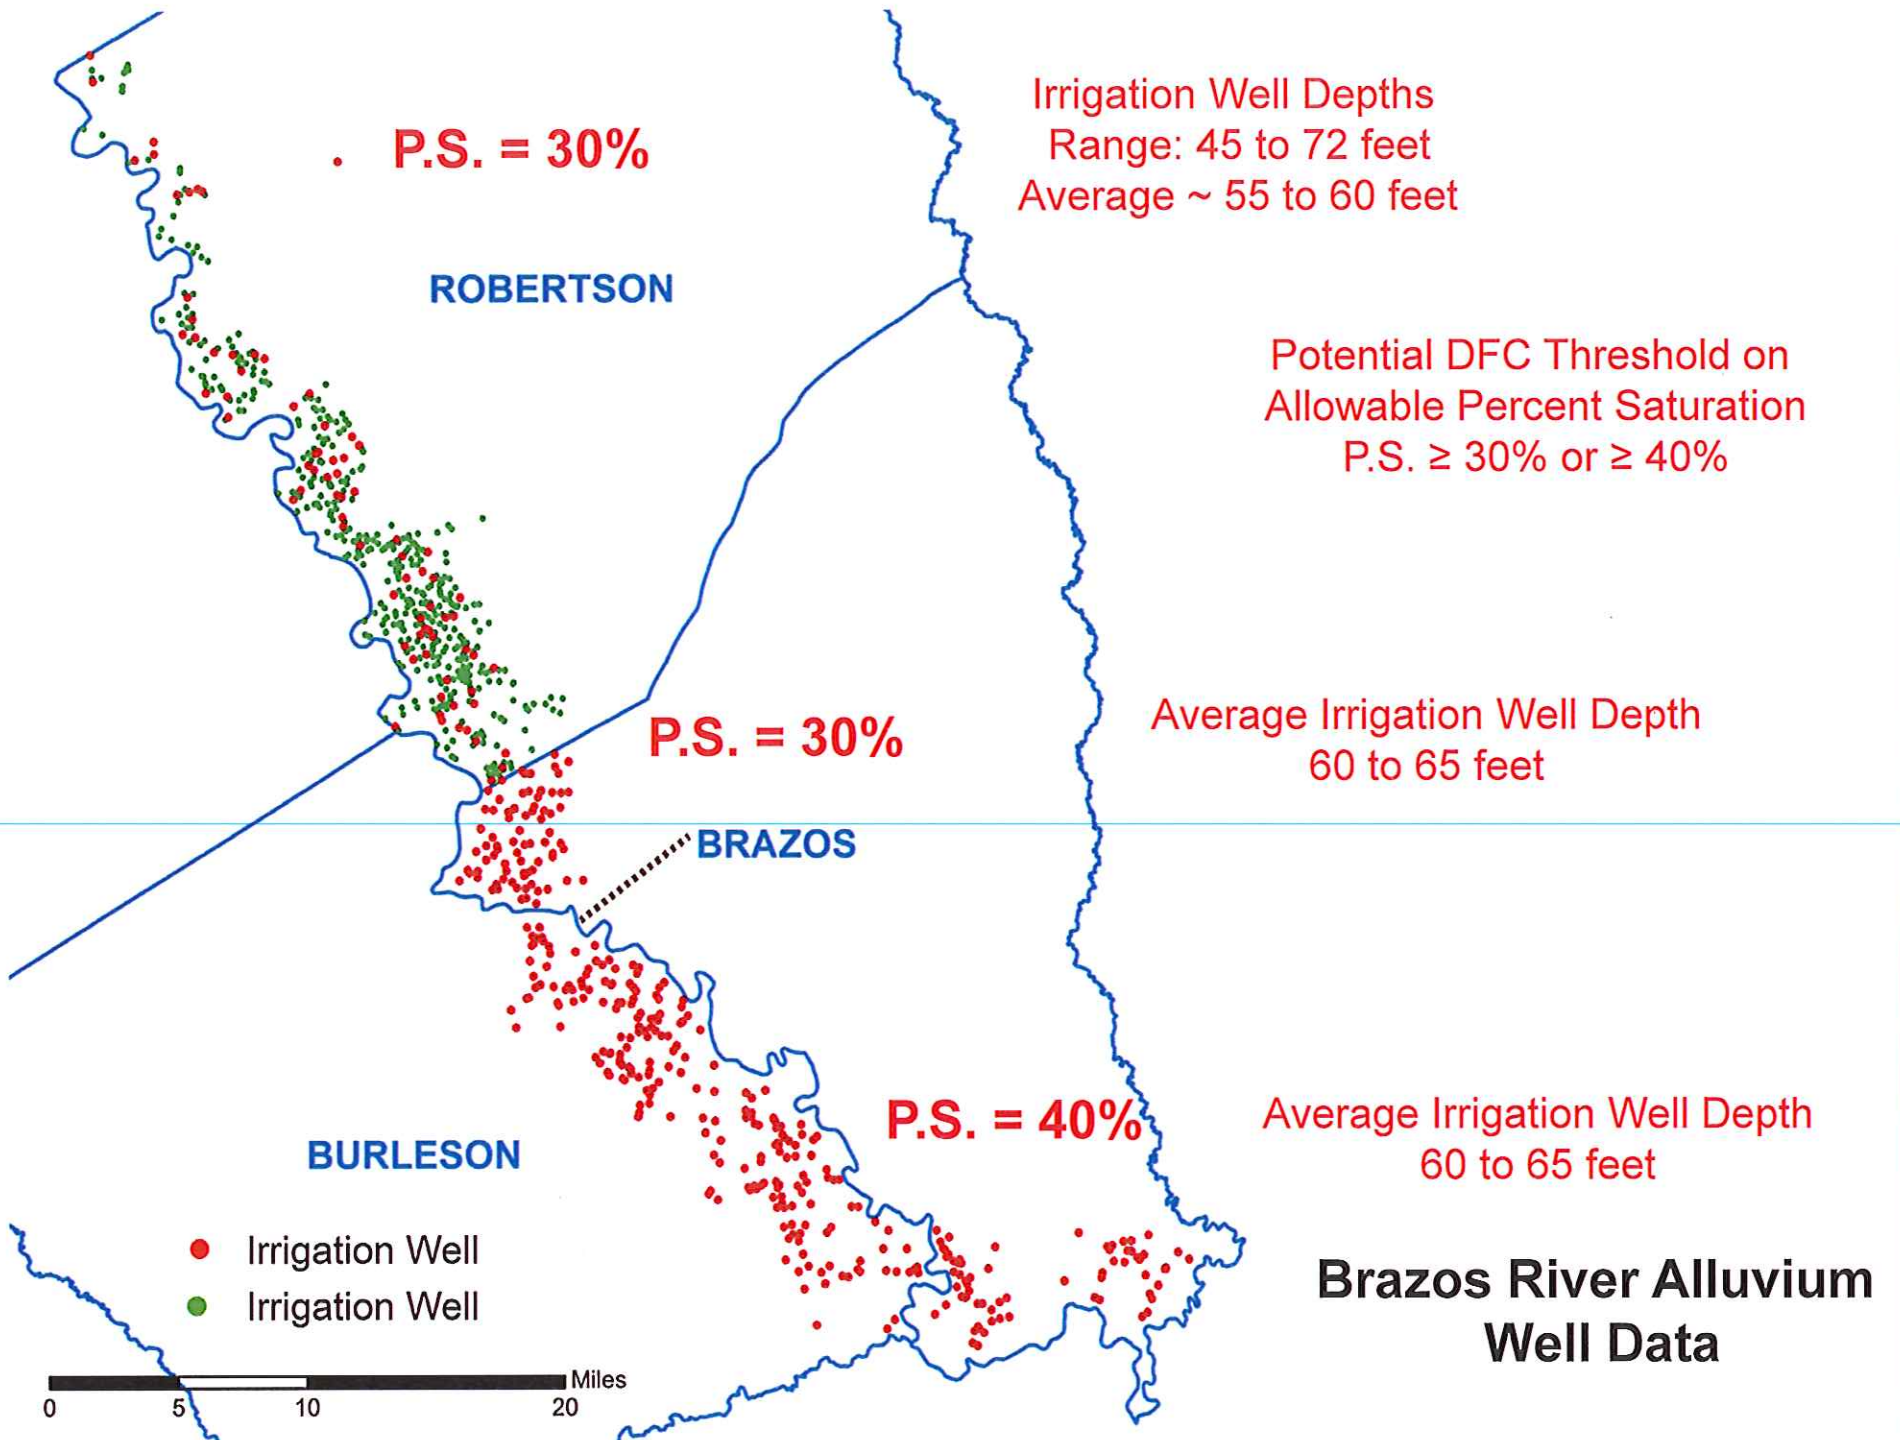 Irrigation Well Depths
Range: 45 to 72 feet
Average ~ 55 to 60 feet
P.S. = 30%
ROBERTSON
Potential DFC Threshold on
Allowable Percent Saturation
P.S. ≥ 30% or ≥ 40%
P.S. = 30%
Average Irrigation Well Depth
60 to 65 feet
BRAZOS
P.S. = 40%
Average Irrigation Well Depth
60 to 65 feet
BURLESON
Irrigation Well
Irrigation Well
Brazos River Alluvium
Well Data
Miles
0 5 10 20